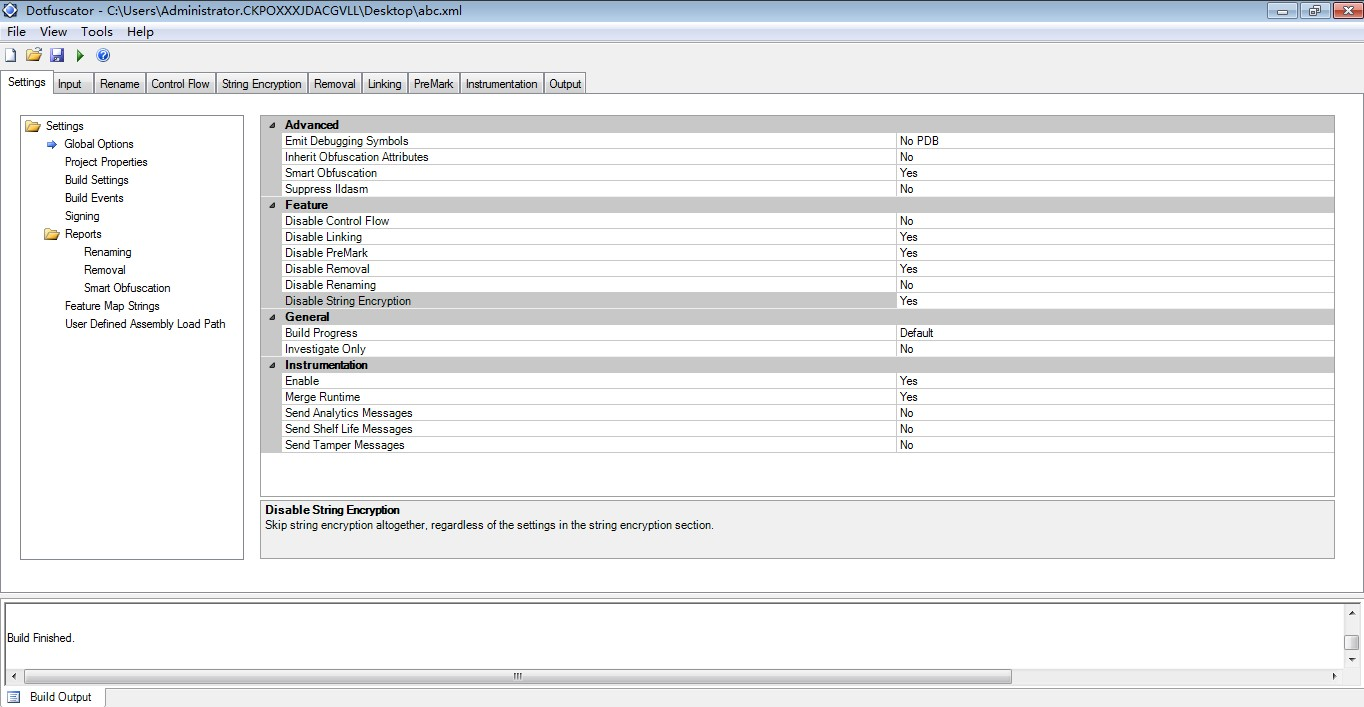 Dotfuscator - C:\Users\Administrator.CKPOXXXJDACGVLL\Desktop\abc.xml
File View Tools Help
Settings Input Rename Control Flow String Encryption Removal Linking PreMark Instrumentation Output
Settings
Global Options
Project Properties
Build Settings
Build Events
Signing
Reports
Renaming
Removal
Smart Obfuscation
Feature Map Strings
User Defined Assembly Load Path
Advanced
Emit Debugging Symbols No PDB
Inherit Obfuscation Attributes No
Smart Obfuscation Yes
Suppress Ildasm No
Feature
Disable Control Flow No
Disable Linking Yes
Disable PreMark Yes
Disable Removal Yes
Disable Renaming No
Disable String Encryption Yes
General
Build Progress Default
Investigate Only No
Instrumentation
Enable Yes
Merge Runtime Yes
Send Analytics Messages No
Send Shelf Life Messages No
Send Tamper Messages No
Disable String Encryption
Skip string encryption altogether, regardless of the settings in the string encryption section.
Build Finished.
Build Output